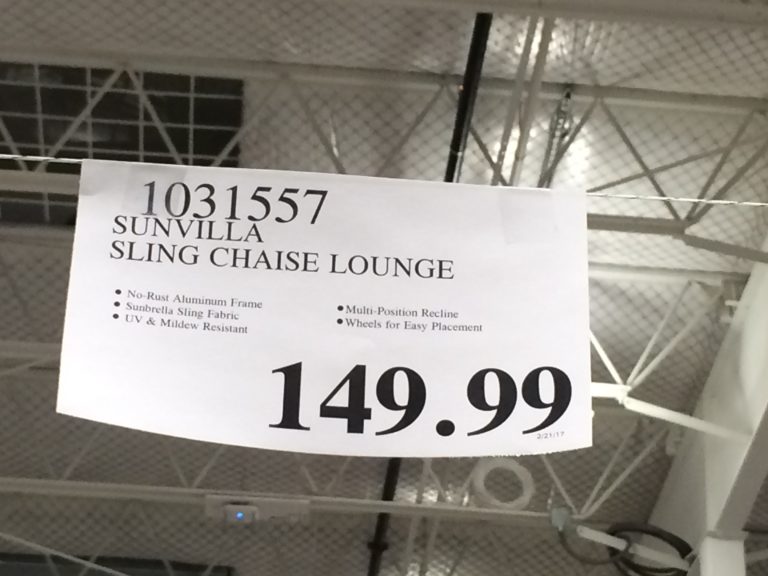 1031557
SUNVILLA
SLING CHAISE LOUNGE
• No-Rust Aluminum Frame
• Sunbrella Sling Fabric
• UV & Mildew Resistant
• Multi-Position Recline
• Wheels for Easy Placement
149.99
2/21/17